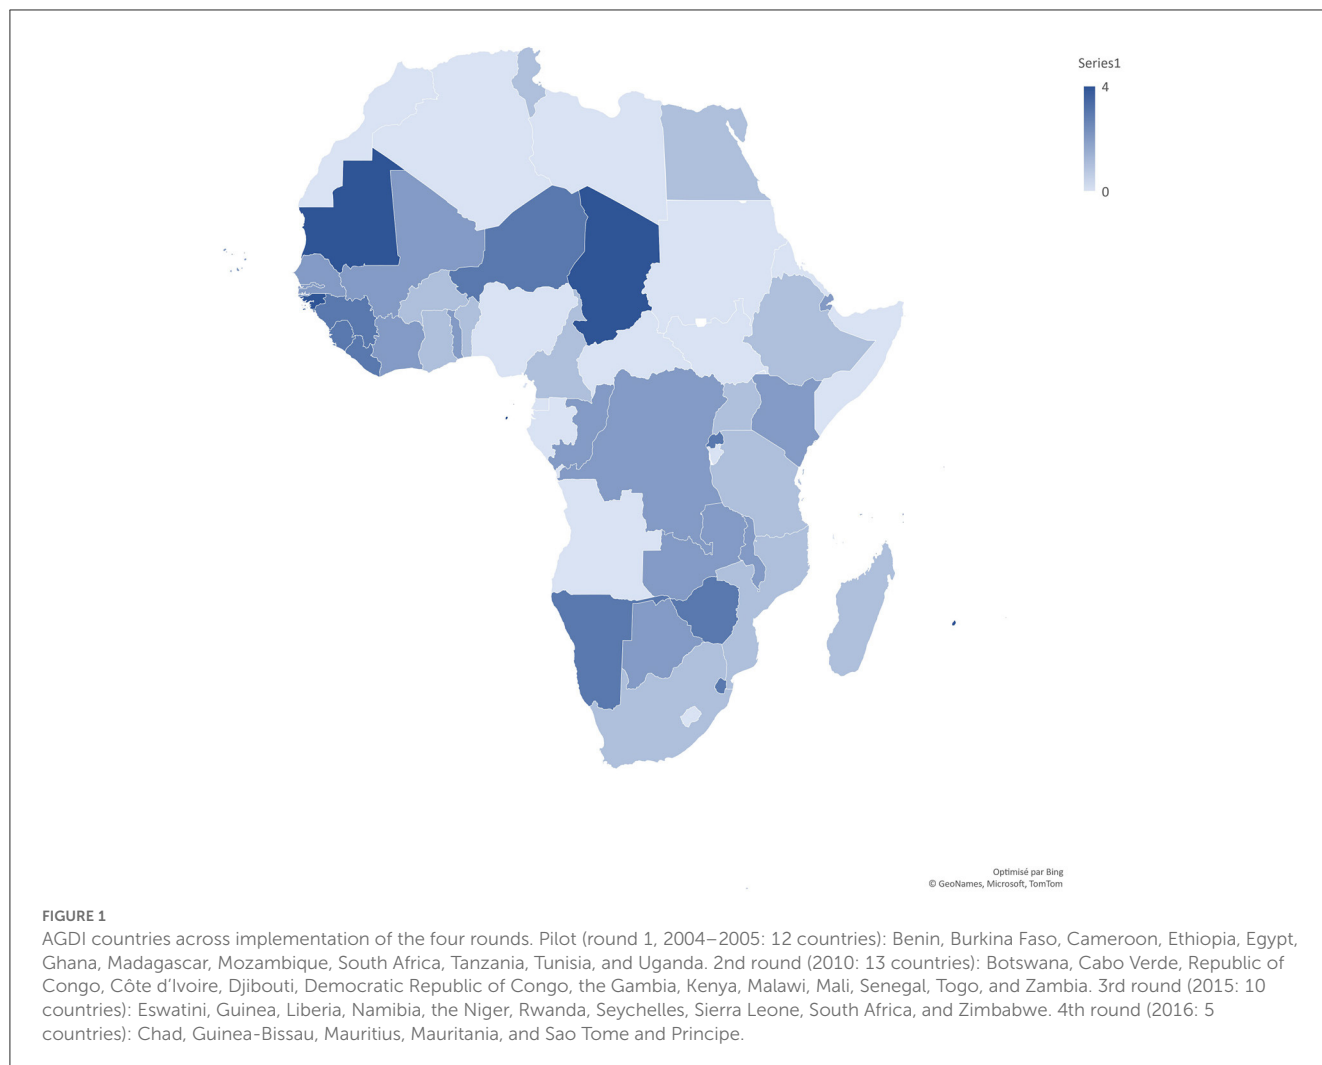 Series1
4
0
Optimisé par Bing
© GeoNames, Microsoft, TomTom
FIGURE 1
AGDI countries across implementation of the four rounds. Pilot (round 1, 2004–2005: 12 countries): Benin, Burkina Faso, Cameroon, Ethiopia, Egypt,
Ghana, Madagascar, Mozambique, South Africa, Tanzania, Tunisia, and Uganda. 2nd round (2010: 13 countries): Botswana, Cabo Verde, Republic of
Congo, Côte d’Ivoire, Djibouti, Democratic Republic of Congo, the Gambia, Kenya, Malawi, Mali, Senegal, Togo, and Zambia. 3rd round (2015: 10
countries): Eswatini, Guinea, Liberia, Namibia, the Niger, Rwanda, Seychelles, Sierra Leone, South Africa, and Zimbabwe. 4th round (2016: 5
countries): Chad, Guinea-Bissau, Mauritius, Mauritania, and Sao Tome and Principe.